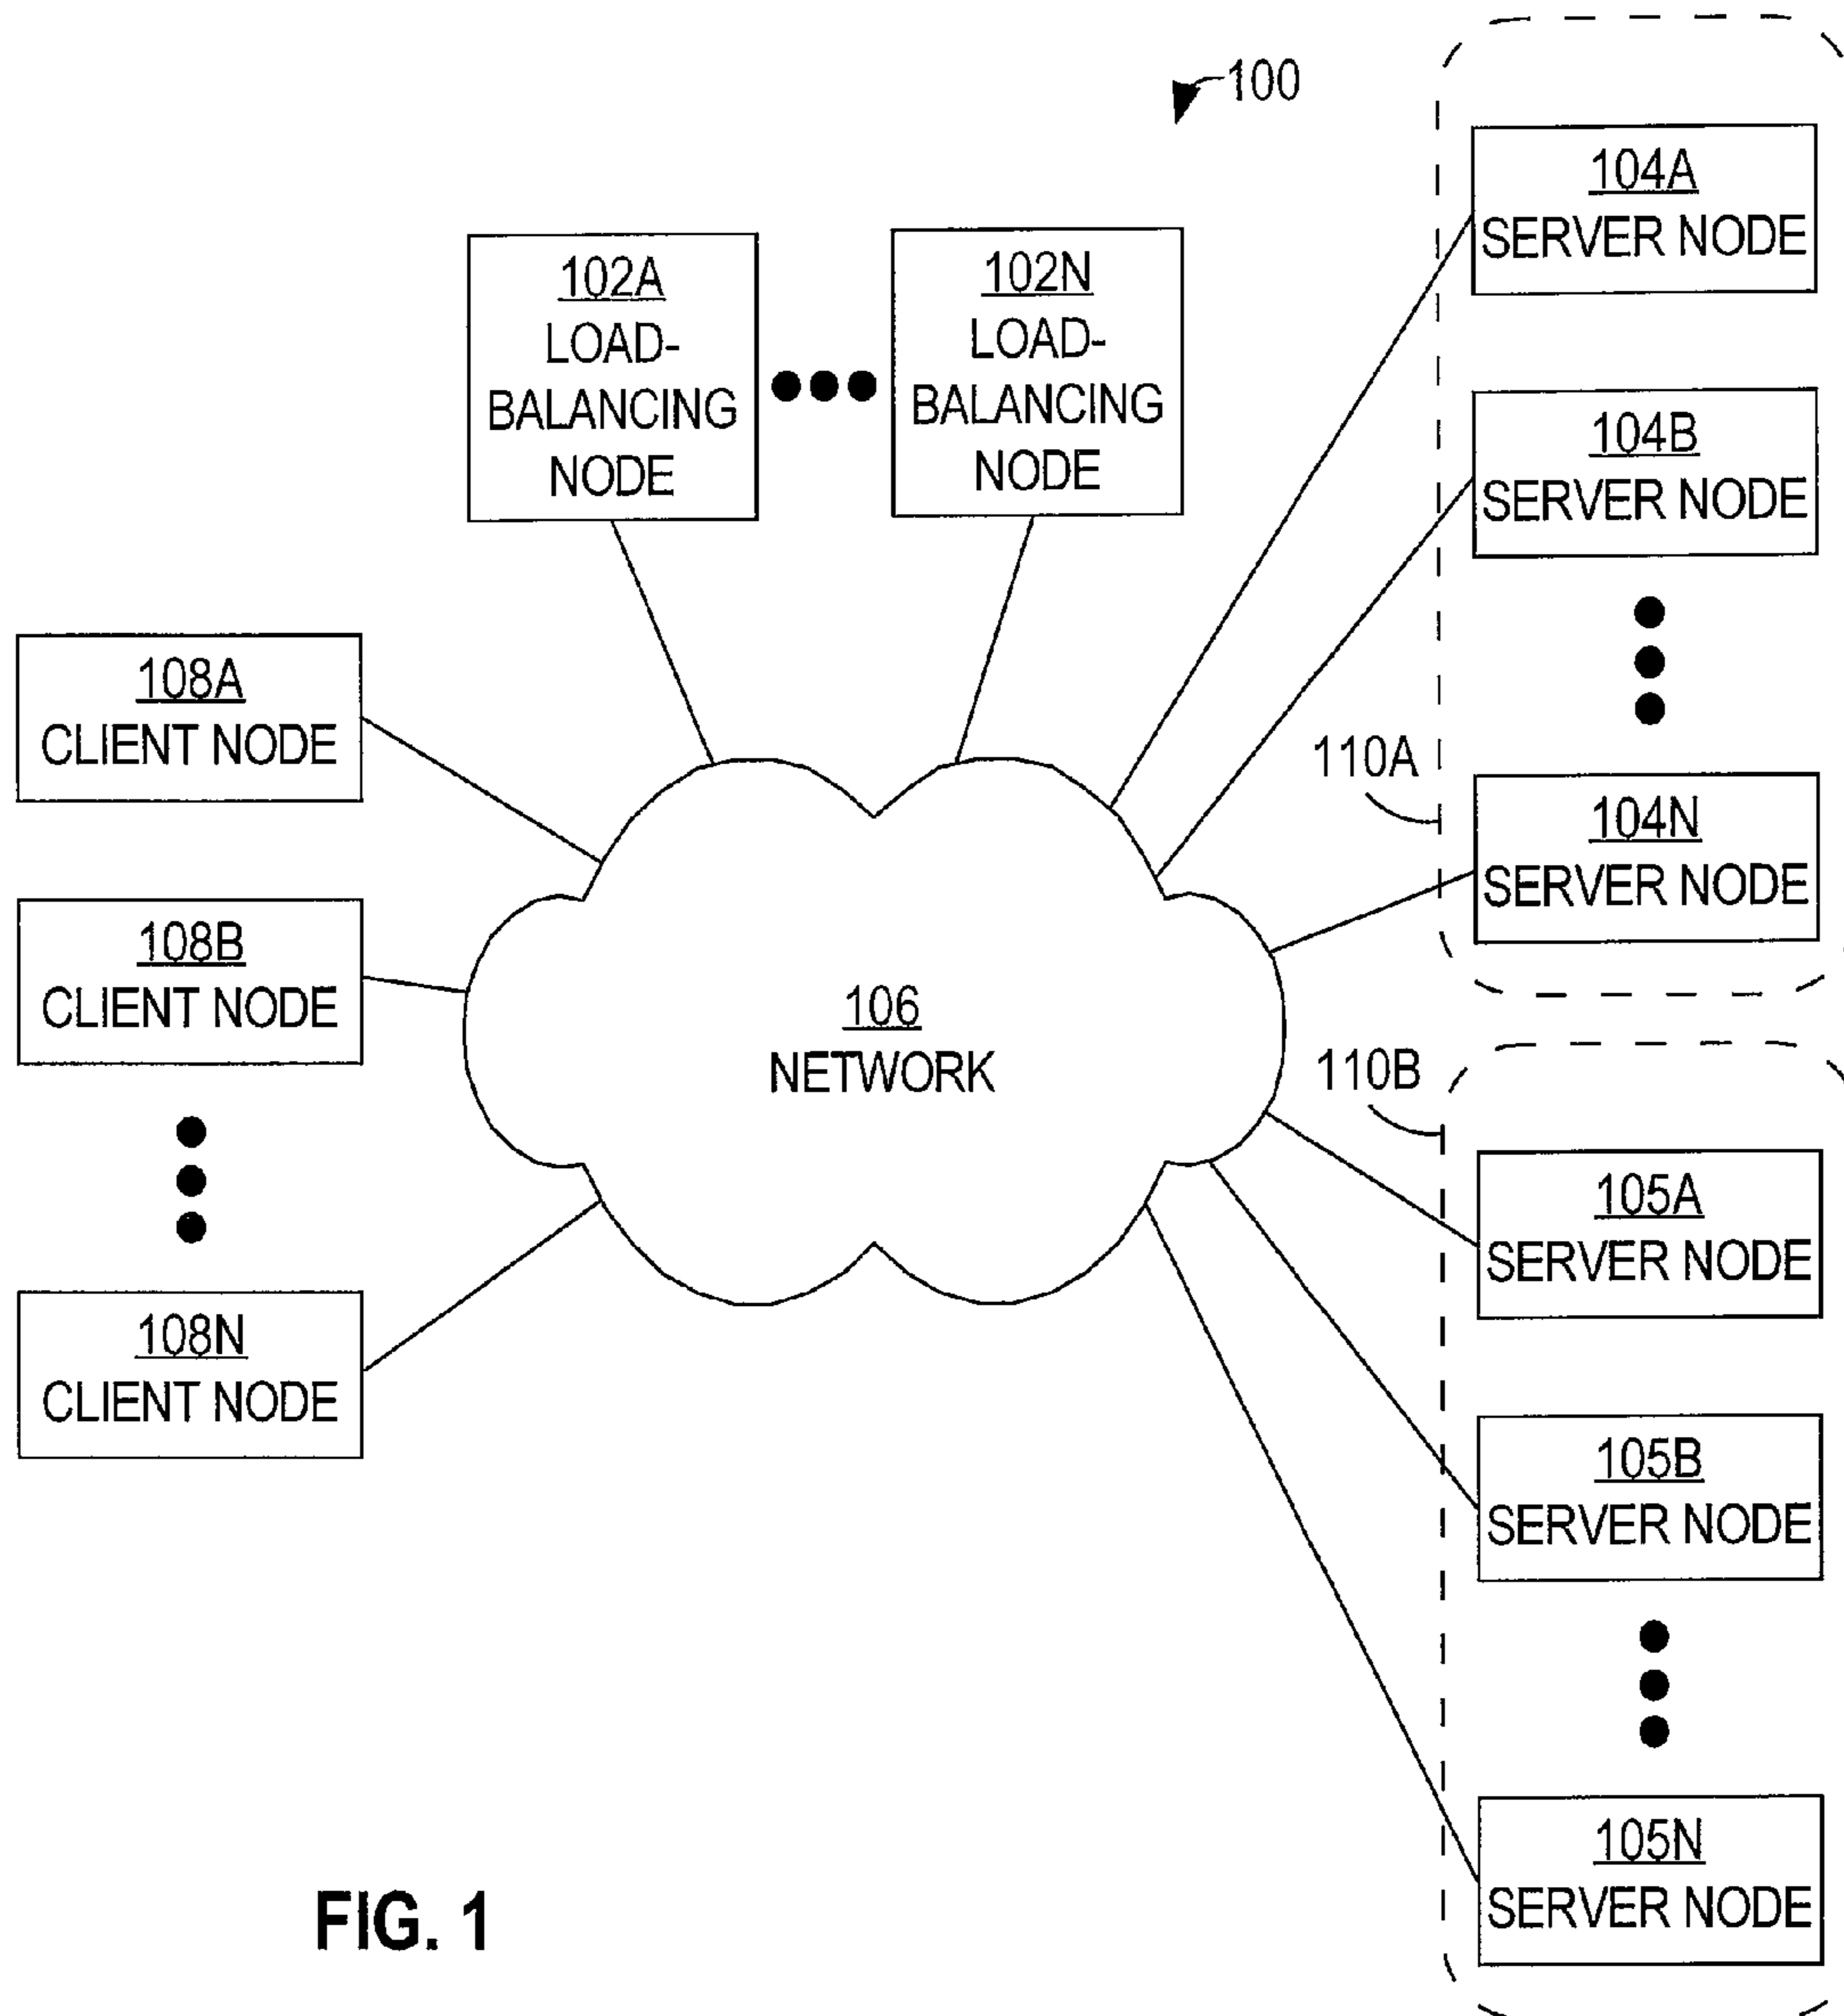 100
104A
SERVER NODE
102A
LOAD-
BALANCING
NODE
102N
LOAD-
BALANCING
NODE
104B
SERVER NODE
108A
CLIENT NODE
110A
104N
SERVER NODE
108B
CLIENT NODE
106
NETWORK
110B
105A
SERVER NODE
108N
CLIENT NODE
105B
SERVER NODE
105N
SERVER NODE
FIG. 1